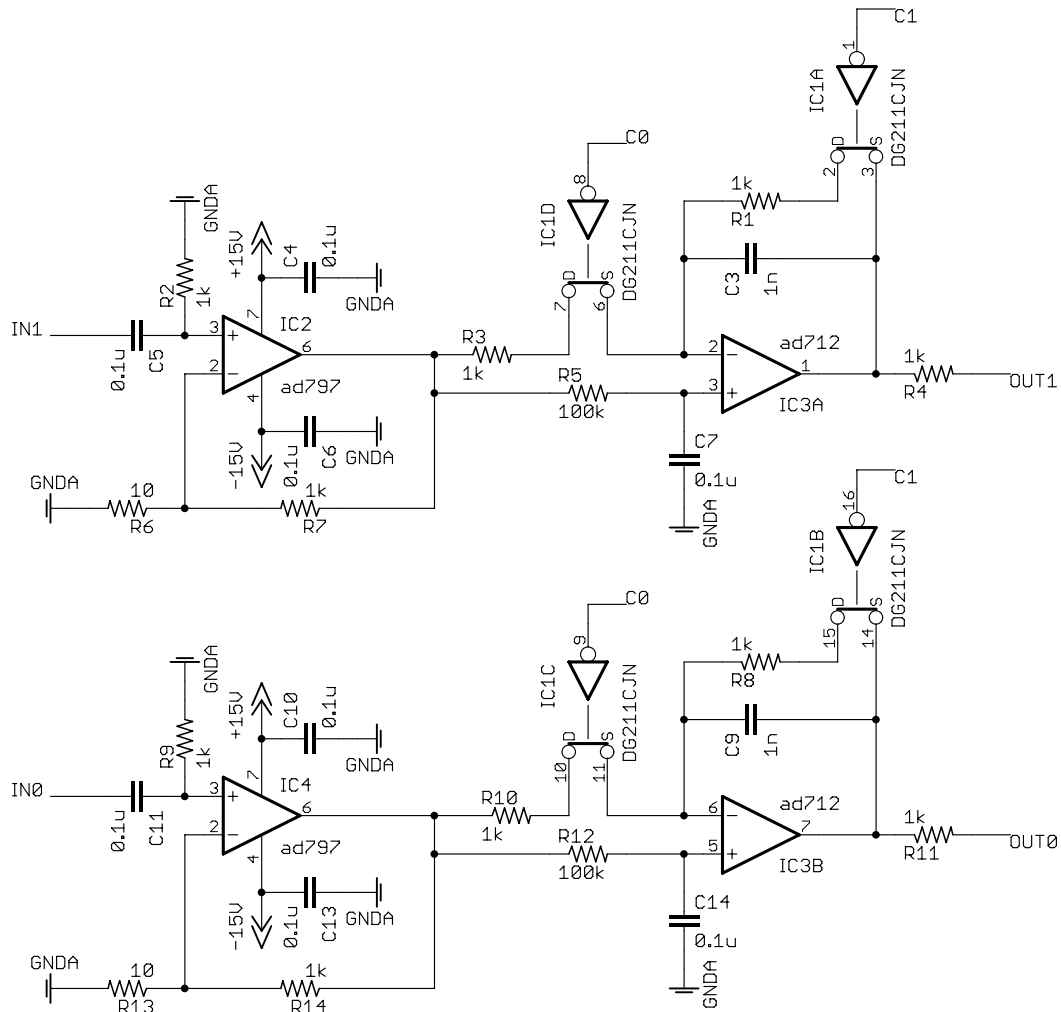 C1
1
IC1A
DG211CJN
D
S
2
3
C0
8
IC1D
DG211CJN
D
S
7
6
1k
R1
C3
1n
GNDA
R2
1k
+15V
C4
0.1u
GNDA
IN1
0.1u
C5
3
2
7
4
6
IC2
ad797
R3
1k
R5
100k
2
3
1
ad712
IC3A
1k
R4
OUT1
-15V
0.1u
C6
GNDA
C7
0.1u
GNDA
GNDA
10
R6
1k
R7
C1
16
IC1B
DG211CJN
D
S
15
14
C0
9
IC1C
DG211CJN
D
S
10
11
1k
R8
C9
1n
GNDA
R9
1k
+15V
C10
0.1u
GNDA
IN0
0.1u
C11
3
2
7
4
6
IC4
ad797
R10
1k
R12
100k
6
5
7
ad712
IC3B
1k
R11
OUT0
-15V
0.1u
C13
GNDA
C14
0.1u
GNDA
GNDA
10
R13
1k
R14